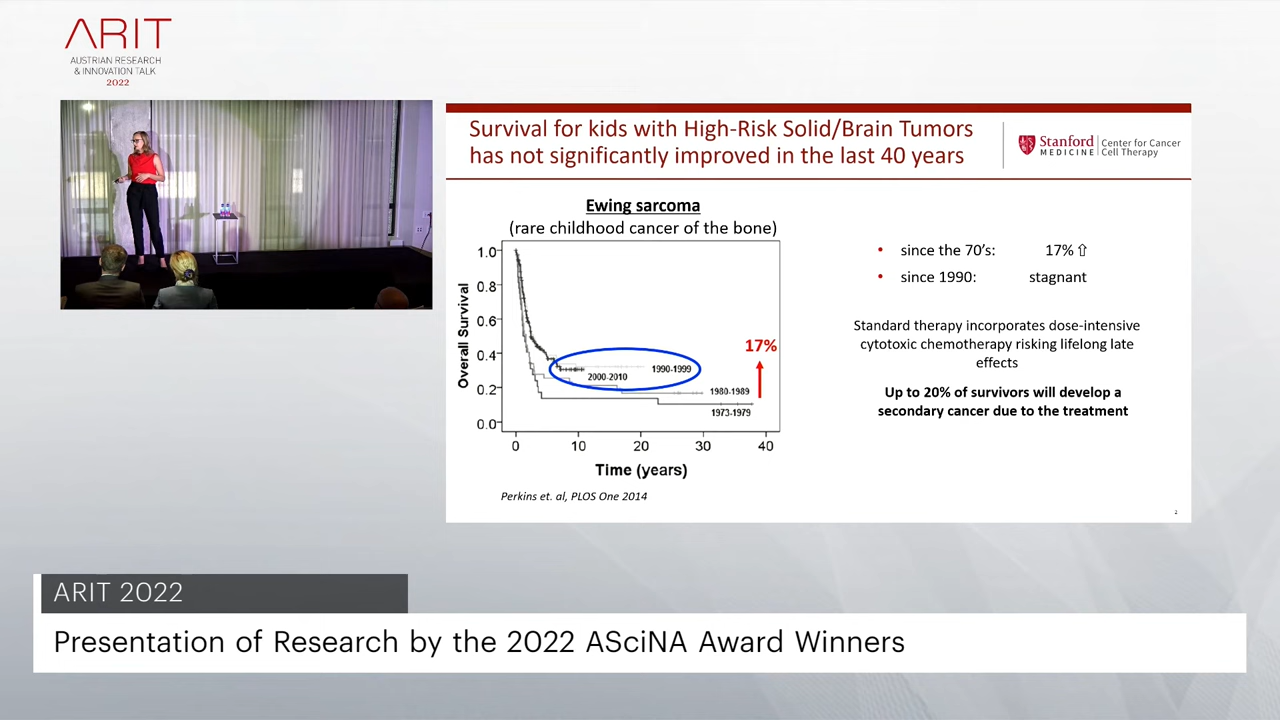 ARIT
AUSTRIAN RESEARCH
& INNOVATION TALK
2022
Survival for kids with High-Risk Solid/Brain Tumors
has not significantly improved in the last 40 years
Stanford
MEDICINE
Center for Cancer
Cell Therapy
Ewing sarcoma
(rare childhood cancer of the bone)
Overall Survival
1.0
0.8
0.6
0.4
0.2
0.0
17%
1990-1999
2000-2010
1980-1989
1973-1979
0 10 20 30 40
Time (years)
Perkins et. al, PLOS One 2014
• since the 70’s: 17% ⇧
• since 1990: stagnant
Standard therapy incorporates dose-intensive
cytotoxic chemotherapy risking lifelong late
effects
Up to 20% of survivors will develop a
secondary cancer due to the treatment
2
ARIT 2022
Presentation of Research by the 2022 ASciNA Award Winners